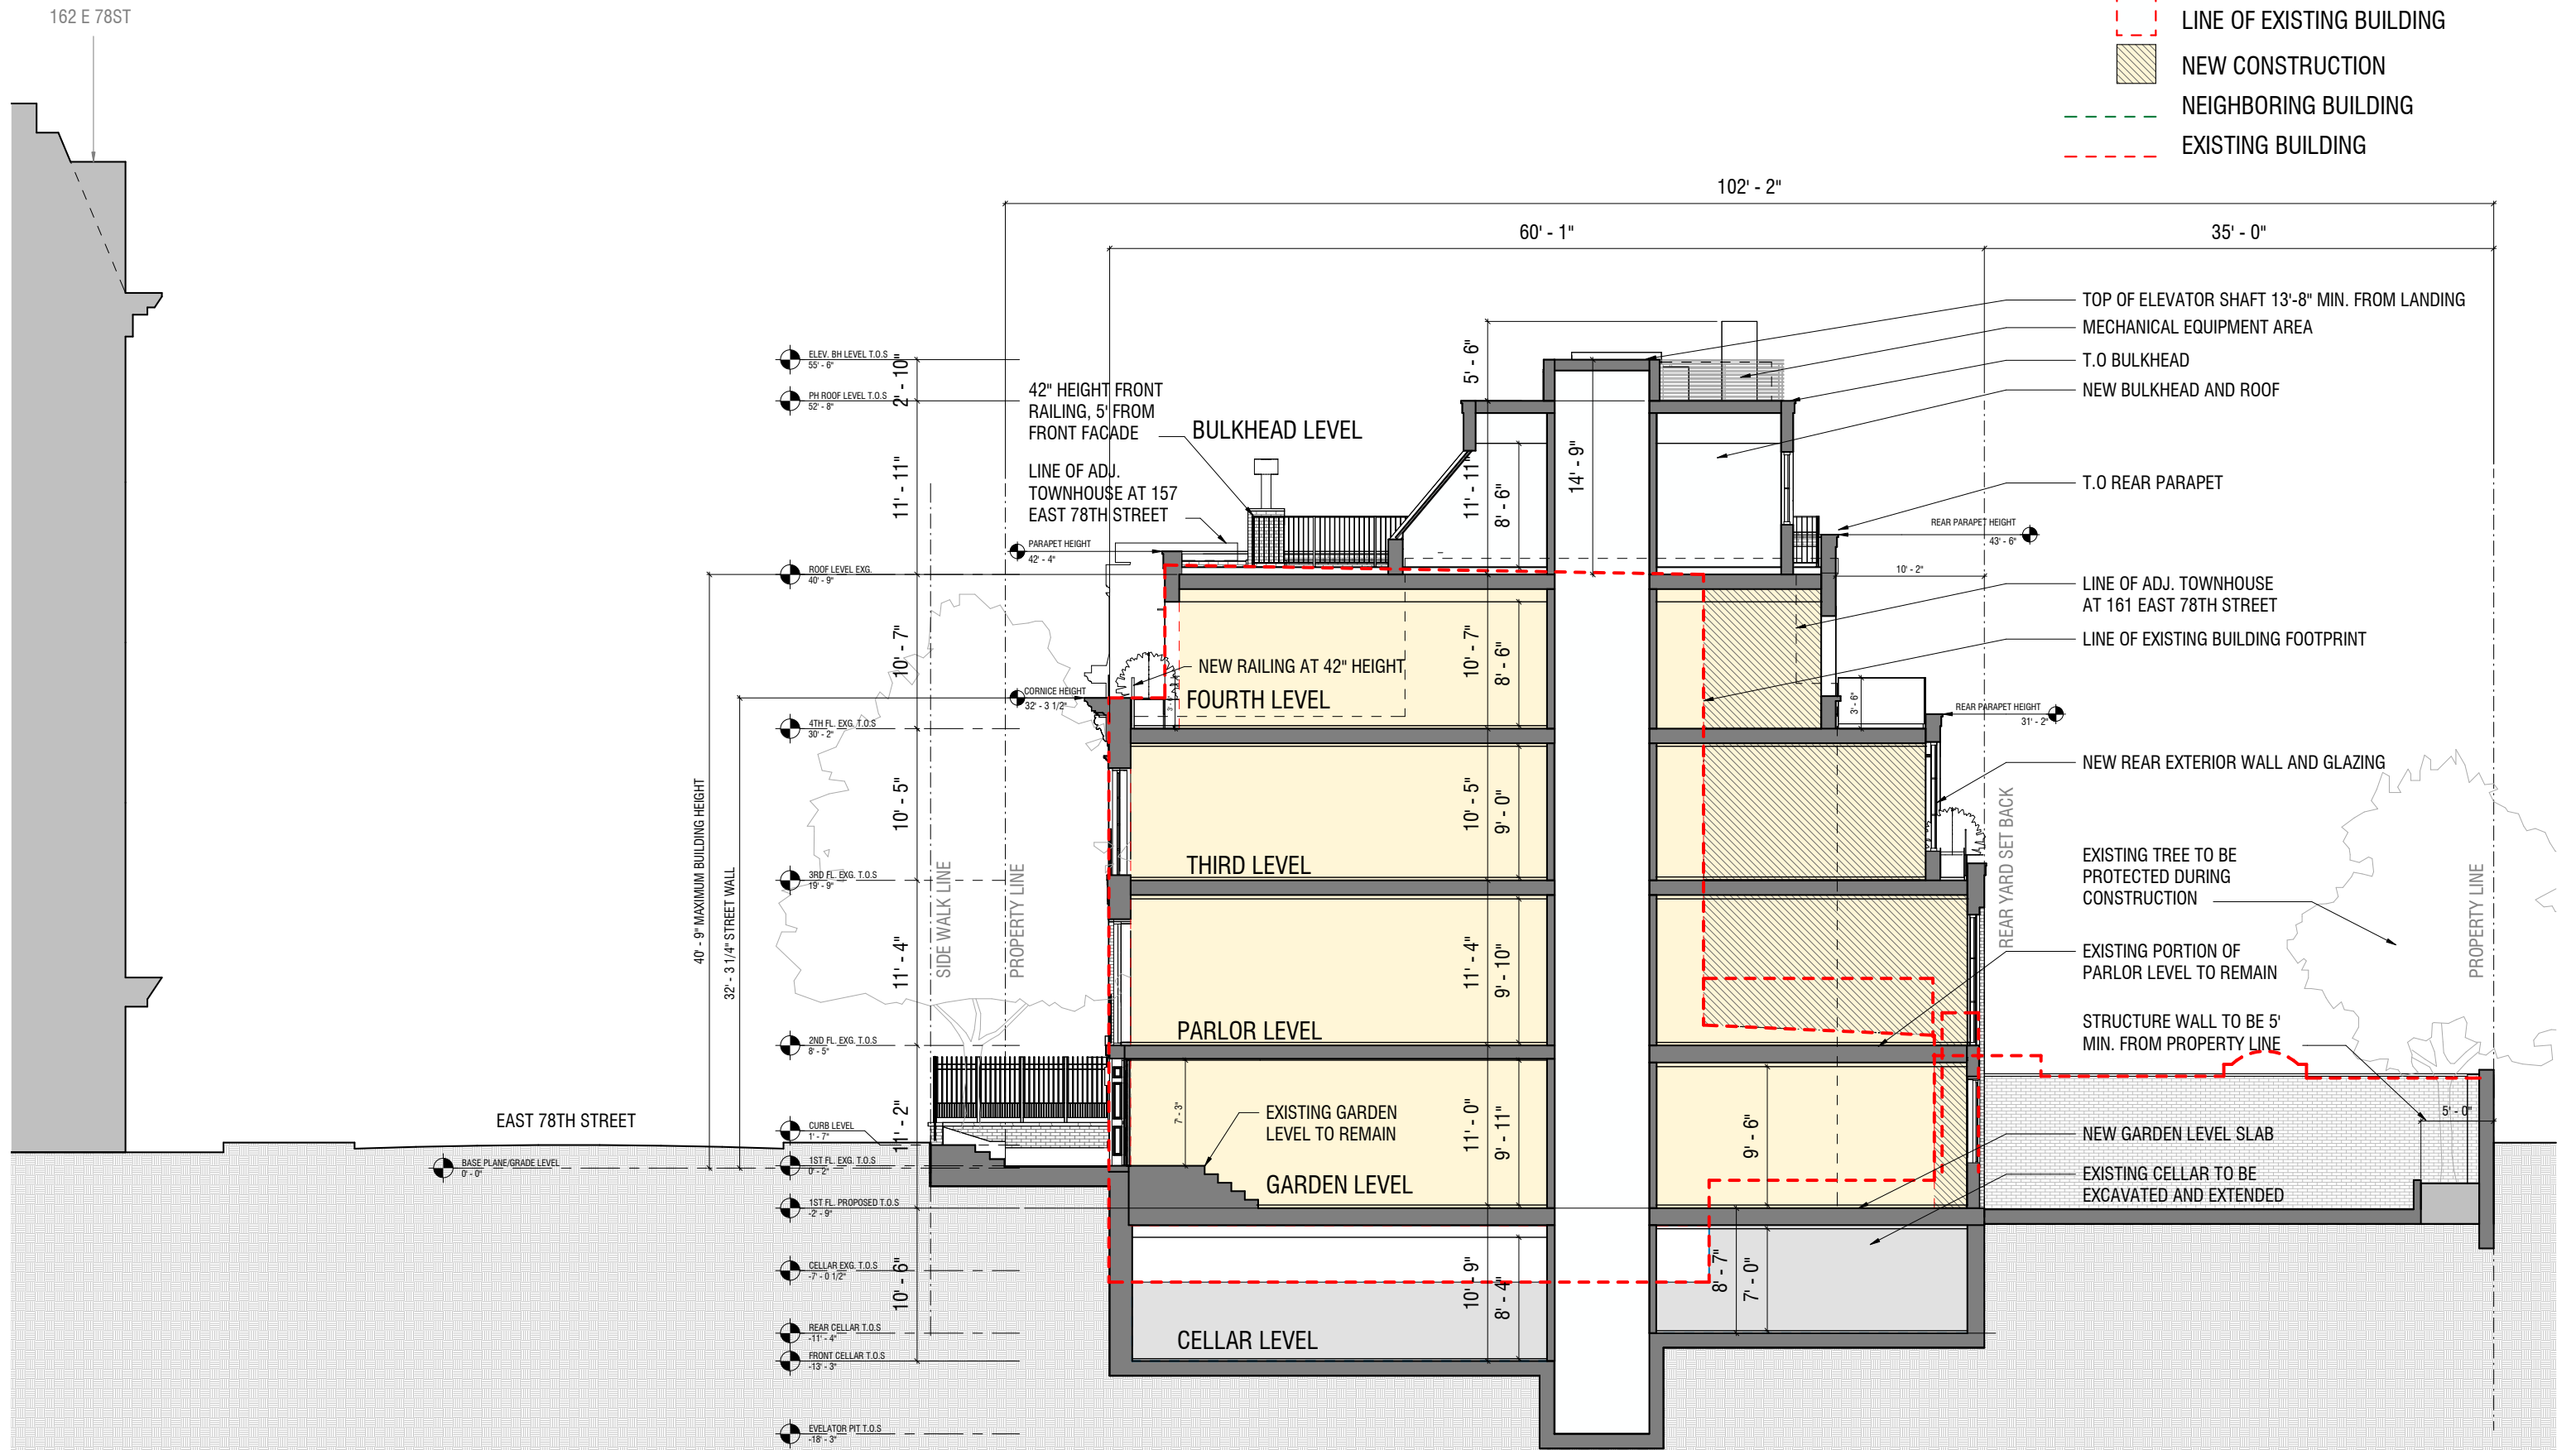 162 E 78ST
LINE OF EXISTING BUILDING
NEW CONSTRUCTION
NEIGHBORING BUILDING
EXISTING BUILDING
102' - 2"
60' - 1"
35' - 0"
TOP OF ELEVATOR SHAFT 13'-8" MIN. FROM LANDING
MECHANICAL EQUIPMENT AREA
T.O BULKHEAD
NEW BULKHEAD AND ROOF
T.O REAR PARAPET
REAR PARAPET HEIGHT
43' - 6"
10' - 2"
LINE OF ADJ. TOWNHOUSE
AT 161 EAST 78TH STREET
LINE OF EXISTING BUILDING FOOTPRINT
REAR PARAPET HEIGHT
31' - 2"
NEW REAR EXTERIOR WALL AND GLAZING
REAR YARD SET BACK
EXISTING TREE TO BE
PROTECTED DURING
CONSTRUCTION
PROPERTY LINE
EXISTING PORTION OF
PARLOR LEVEL TO REMAIN
STRUCTURE WALL TO BE 5'
MIN. FROM PROPERTY LINE
5' - 0"
NEW GARDEN LEVEL SLAB
EXISTING CELLAR TO BE
EXCAVATED AND EXTENDED
ELEV. BH LEVEL T.O.S
55' - 6"
2' - 10"
PH ROOF LEVEL T.O.S
52' - 8"
11' - 11"
ROOF LEVEL EXG.
40' - 9"
10' - 7"
4TH FL. EXG. T.O.S
30' - 2"
10' - 5"
3RD FL. EXG. T.O.S
19' - 9"
11' - 4"
2ND FL. EXG. T.O.S
8' - 5"
11' - 2"
CURB LEVEL
1' - 7"
1ST FL. EXG. T.O.S
0' - 2"
1ST FL. PROPOSED T.O.S
-2' - 9"
CELLAR EXG. T.O.S
-7' - 0 1/2"
10' - 6"
REAR CELLAR T.O.S
-11' - 4"
FRONT CELLAR T.O.S
-13' - 3"
EVELATOR PIT T.O.S
-18' - 3"
BASE PLANE/GRADE LEVEL
0' - 0"
EAST 78TH STREET
40' - 9" MAXIMUM BUILDING HEIGHT
32' - 3 1/4" STREET WALL
SIDE WALK LINE
PROPERTY LINE
42" HEIGHT FRONT
RAILING, 5' FROM
FRONT FACADE
BULKHEAD LEVEL
LINE OF ADJ.
TOWNHOUSE AT 157
EAST 78TH STREET
PARAPET HEIGHT
42' - 4"
CORNICE HEIGHT
32' - 3 1/2"
NEW RAILING AT 42" HEIGHT
FOURTH LEVEL
THIRD LEVEL
PARLOR LEVEL
EXISTING GARDEN
LEVEL TO REMAIN
GARDEN LEVEL
CELLAR LEVEL
5' - 6"
11' - 11"
8' - 6"
14' - 9"
10' - 7"
8' - 6"
3' - 6"
10' - 5"
9' - 0"
11' - 4"
9' - 10"
7' - 3"
11' - 0"
9' - 11"
9' - 6"
10' - 9"
8' - 4"
8' - 7"
7' - 0"